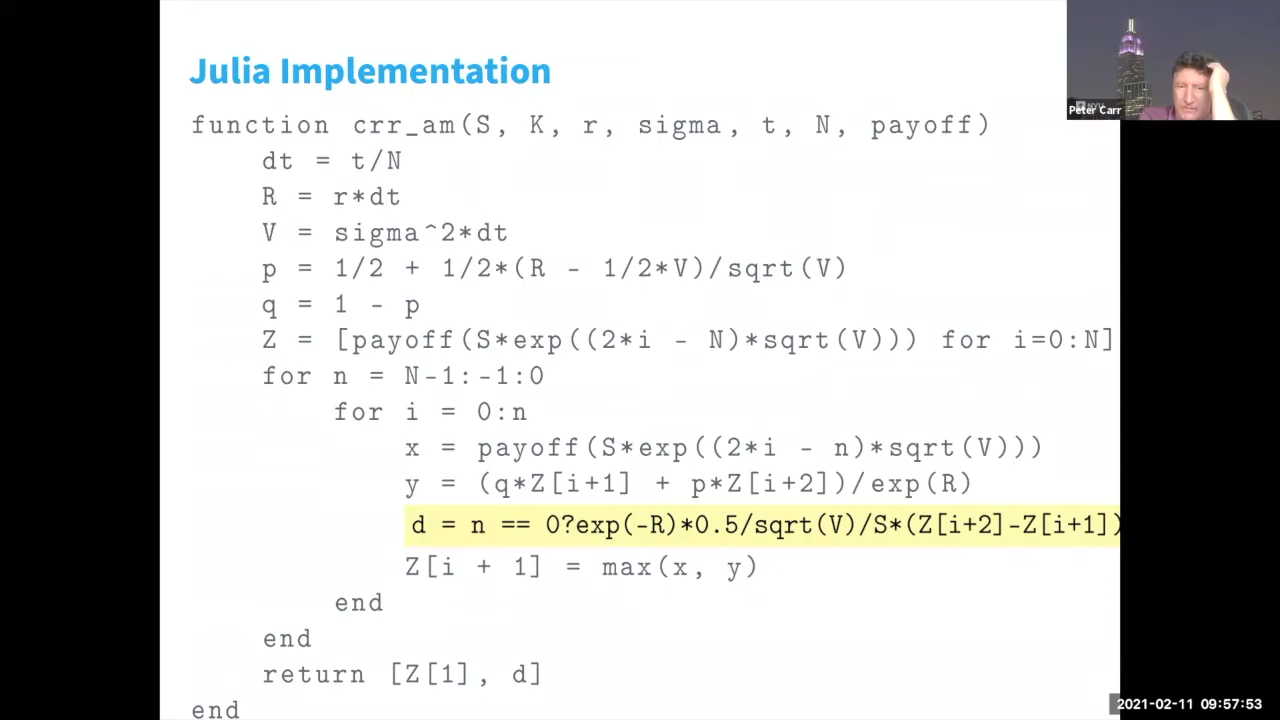 Julia Implementation
function crr_am(S, K, r, sigma, t, N, payoff)
dt = t/N
R = r*dt
V = sigma^2*dt
p = 1/2 + 1/2*(R - 1/2*V)/sqrt(V)
q = 1 - p
Z = [payoff(S*exp((2*i - N)*sqrt(V))) for i=0:N]
for n = N-1:-1:0
for i = 0:n
x = payoff(S*exp((2*i - n)*sqrt(V)))
y = (q*Z[i+1] + p*Z[i+2])/exp(R)
d = n == 0?exp(-R)*0.5/sqrt(V)/S*(Z[i+2]-Z[i+1])
Z[i + 1] = max(x, y)
end
end
return [Z[1], d]
end
NYU
Peter Carr
2021-02-11 09:57:53